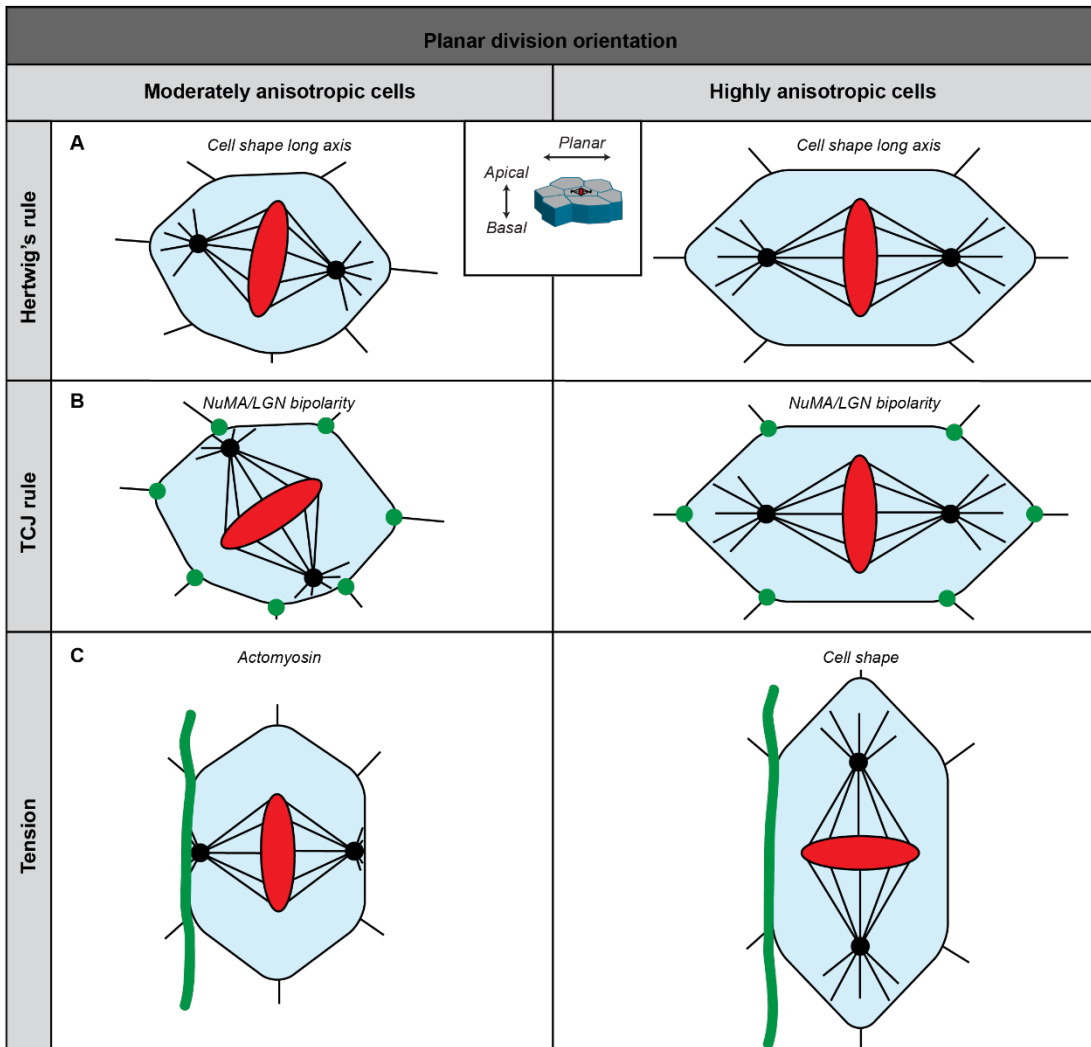 Planar division orientation
Moderately anisotropic cells
Highly anisotropic cells
Hertwig’s rule
A
Cell shape long axis
Planar
Apical
Basal
Cell shape long axis
TCJ rule
B
NuMA/LGN bipolarity
NuMA/LGN bipolarity
Tension
C
Actomyosin
Cell shape